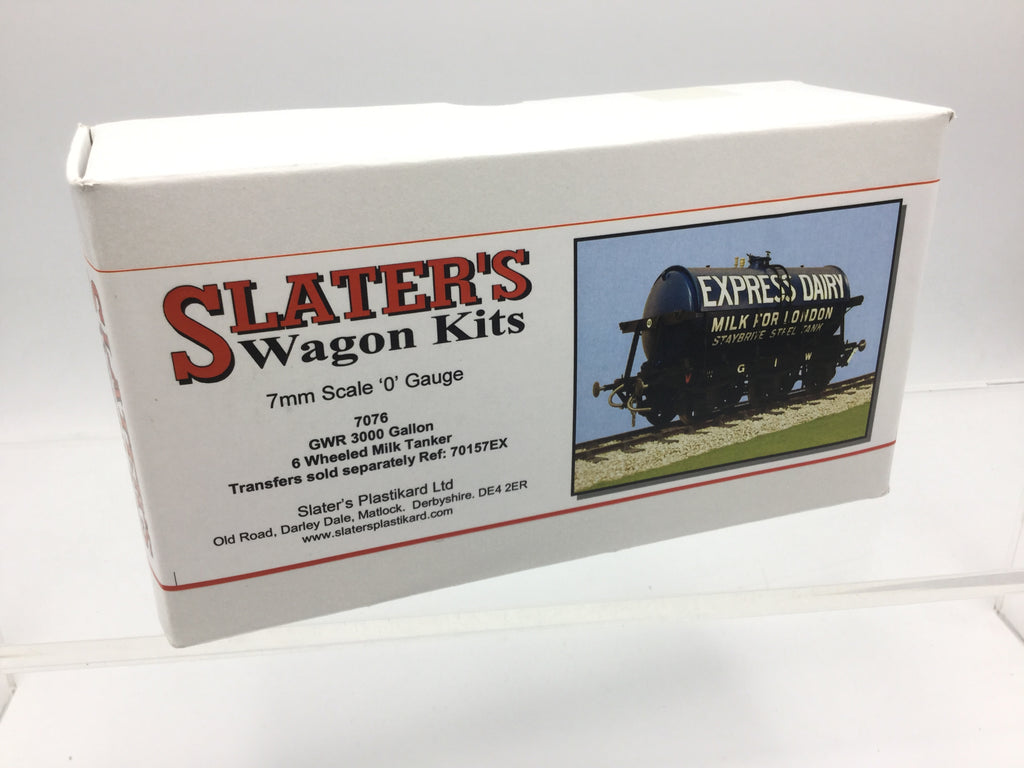 SLATER'S
Wagon Kits
7mm Scale ‘0’ Gauge
7076
GWR 3000 Gallon
6 Wheeled Milk Tanker
Transfers sold separately Ref: 70157EX
Slater's Plastikard Ltd
Old Road, Darley Dale, Matlock. Derbyshire. DE4 2ER
www.slatersplastikard.com
EXPRESS DAIRY
MILK FOR LONDON
STAYBRITE STEEL TANK
G W